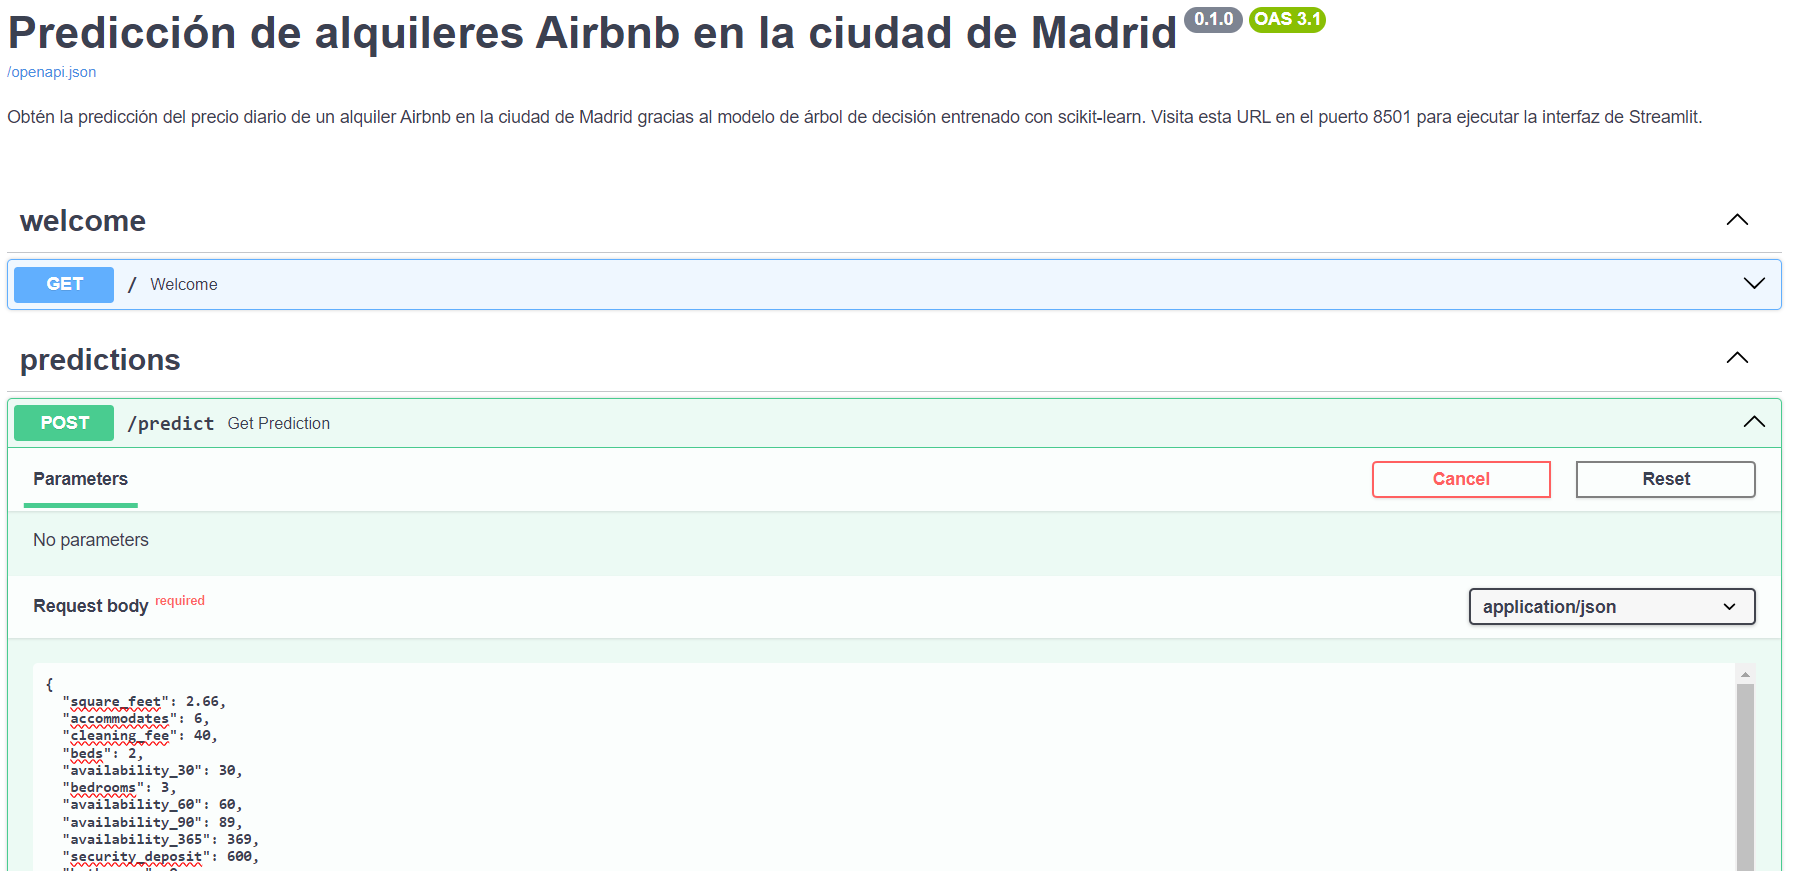 Predicción de alquileres Airbnb en la ciudad de Madrid 0.1.0 OAS 3.1
/openapi.json
Obtén la predicción del precio diario de un alquiler Airbnb en la ciudad de Madrid gracias al modelo de árbol de decisión entrenado con scikit-learn. Visita esta URL en el puerto 8501 para ejecutar la interfaz de Streamlit.
welcome
GET / Welcome
predictions
POST /predict Get Prediction
Parameters Cancel Reset
No parameters
Request body required application/json
{
"square_feet": 2.66,
"accommodates": 6,
"cleaning_fee": 40,
"beds": 2,
"availability_30": 30,
"bedrooms": 3,
"availability_60": 60,
"availability_90": 89,
"availability_365": 369,
"security_deposit": 600,